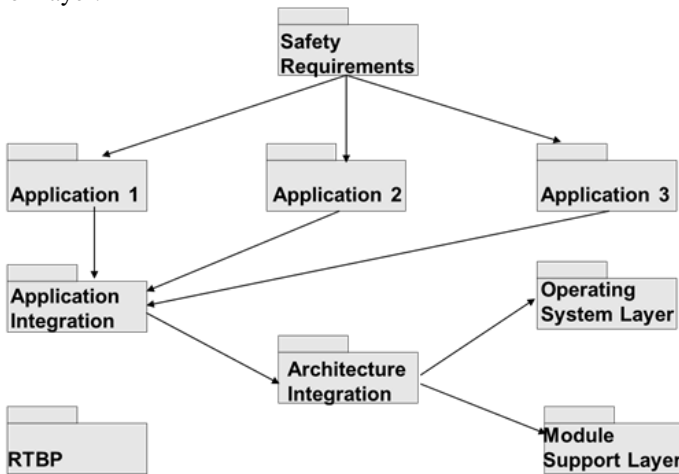 Safety
Requirements
Application 1
Application 2
Application 3
Application
Integration
Operating
System Layer
Architecture
Integration
RTBP
Module
Support Layer